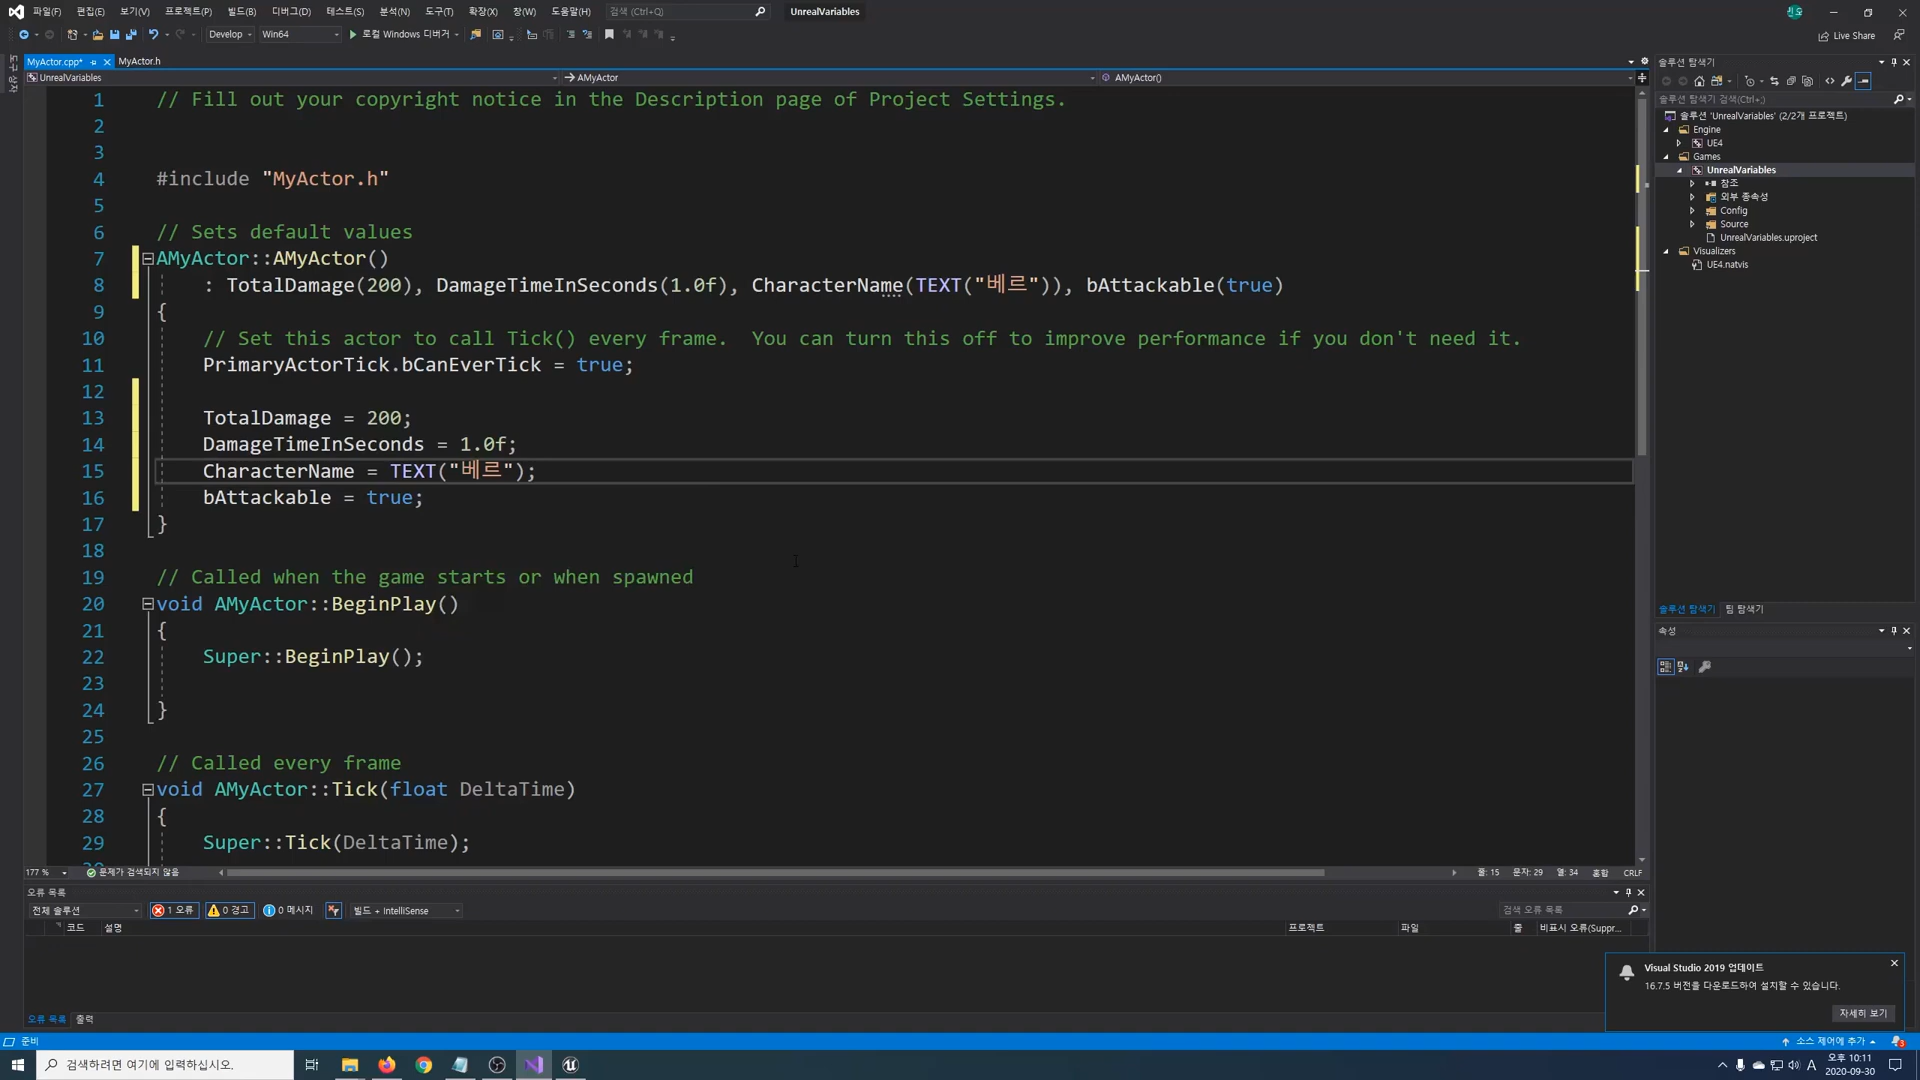 파일(F) 편집(E) 보기(V) 프로젝트(P) 빌드(B) 디버그(D) 테스트(S) 분석(N) 도구(T) 확장(X) 창(W) 도움말(H) 검색 (Ctrl+Q) UnrealVariables
Develop Win64 로컬 Windows 디버거 Live Share
MyActor.cpp* MyActor.h
UnrealVariables AMyActor AMyActor()
1 // Fill out your copyright notice in the Description page of Project Settings.
2
3
4 #include "MyActor.h"
5
6 // Sets default values
7 AMyActor::AMyActor()
8 : TotalDamage(200), DamageTimeInSeconds(1.0f), CharacterName(TEXT("베르")), bAttackable(true)
9 {
10 // Set this actor to call Tick() every frame.  You can turn this off to improve performance if you don't need it.
11 PrimaryActorTick.bCanEverTick = true;
12
13 TotalDamage = 200;
14 DamageTimeInSeconds = 1.0f;
15 CharacterName = TEXT("베르");
16 bAttackable = true;
17 }
18
19 // Called when the game starts or when spawned
20 void AMyActor::BeginPlay()
21 {
22 Super::BeginPlay();
23
24 }
25
26 // Called every frame
27 void AMyActor::Tick(float DeltaTime)
28 {
29 Super::Tick(DeltaTime);
177 % 문제가 검색되지 않음 줄: 15 문자: 29 열: 34 혼합 CRLF
오류 목록
전체 솔루션 1 오류 0 경고 0 메시지 빌드 + IntelliSense 검색 오류 목록
코드 설명 프로젝트 파일 줄 비표시 오류(Suppr...
오류 목록 출력
솔루션 탐색기
솔루션 탐색기 검색(Ctrl+;)
솔루션 'UnrealVariables' (2/2개 프로젝트)
Engine
UE4
Games
UnrealVariables
참조
외부 종속성
Config
Source
UnrealVariables.uproject
Visualizers
UE4.natvis
솔루션 탐색기 팀 탐색기
속성
Visual Studio 2019 업데이트
16.7.5 버전을 다운로드하여 설치할 수 있습니다.
자세히 보기
준비 소스 제어에 추가
검색하려면 여기에 입력하십시오. A 오후 10:11
2020-09-30